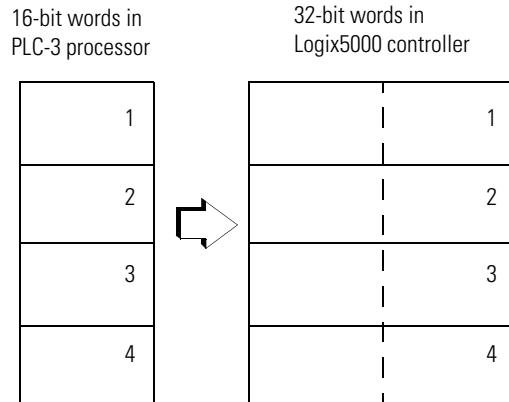 16-bit words in
PLC-3 processor
32-bit words in
Logix5000 controller
1
1
2
2
3
3
4
4